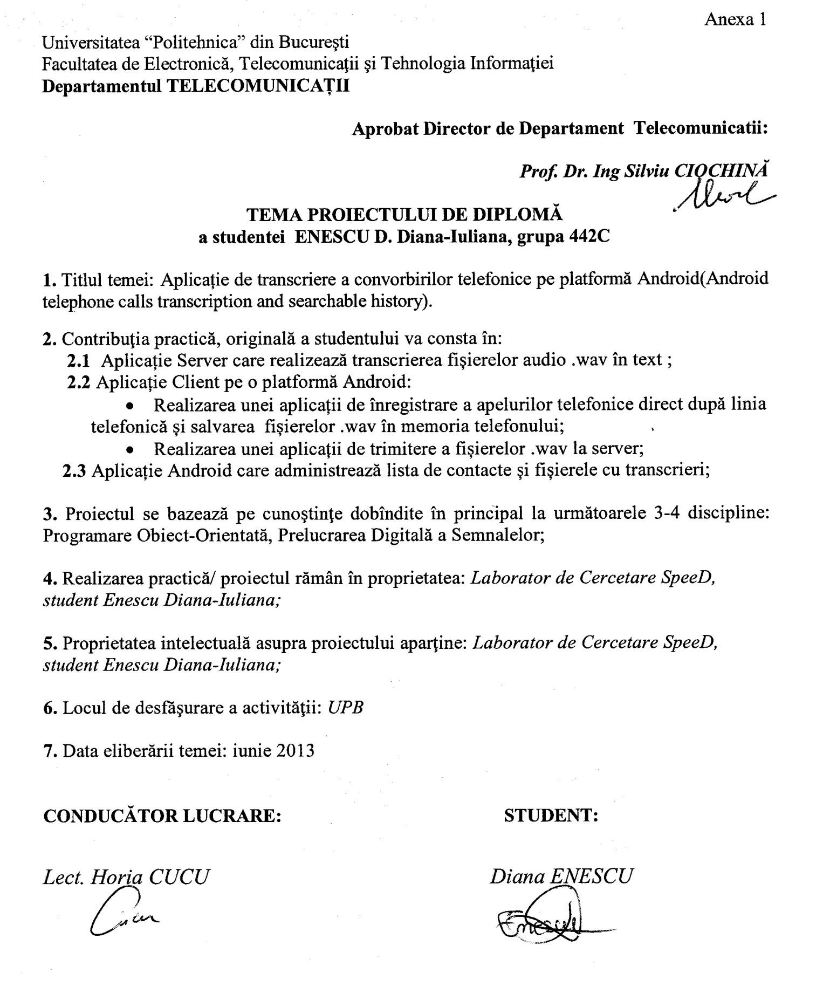 Anexa 1
Universitatea “Politehnica” din Bucureşti
Facultatea de Electronică, Telecomunicaţii şi Tehnologia Informaţiei
Departamentul TELECOMUNICAȚII
Aprobat Director de Departament Telecomunicatii:
Prof. Dr. Ing Silviu CIOCHINĂ
TEMA PROIECTULUI DE DIPLOMĂ
a studentei ENESCU D. Diana-Iuliana, grupa 442C
1. Titlul temei: Aplicație de transcriere a convorbirilor telefonice pe platformă Android(Android
telephone calls transcription and searchable history).
2. Contribuţia practică, originală a studentului va consta în:
2.1 Aplicație Server care realizează transcrierea fișierelor audio .wav în text ;
2.2 Aplicație Client pe o platformă Android:
• Realizarea unei aplicații de înregistrare a apelurilor telefonice direct după linia
telefonică și salvarea fișierelor .wav în memoria telefonului;
• Realizarea unei aplicații de trimitere a fișierelor .wav la server;
2.3 Aplicație Android care administrează lista de contacte și fișierele cu transcrieri;
3. Proiectul se bazează pe cunoştinţe dobîndite în principal la următoarele 3-4 discipline:
Programare Obiect-Orientată, Prelucrarea Digitală a Semnalelor;
4. Realizarea practică/ proiectul rămân în proprietatea: Laborator de Cercetare SpeeD,
student Enescu Diana-Iuliana;
5. Proprietatea intelectuală asupra proiectului aparţine: Laborator de Cercetare SpeeD,
student Enescu Diana-Iuliana;
6. Locul de desfăşurare a activităţii: UPB
7. Data eliberării temei: iunie 2013
CONDUCĂTOR LUCRARE: STUDENT:
Lect. Horia CUCU Diana ENESCU